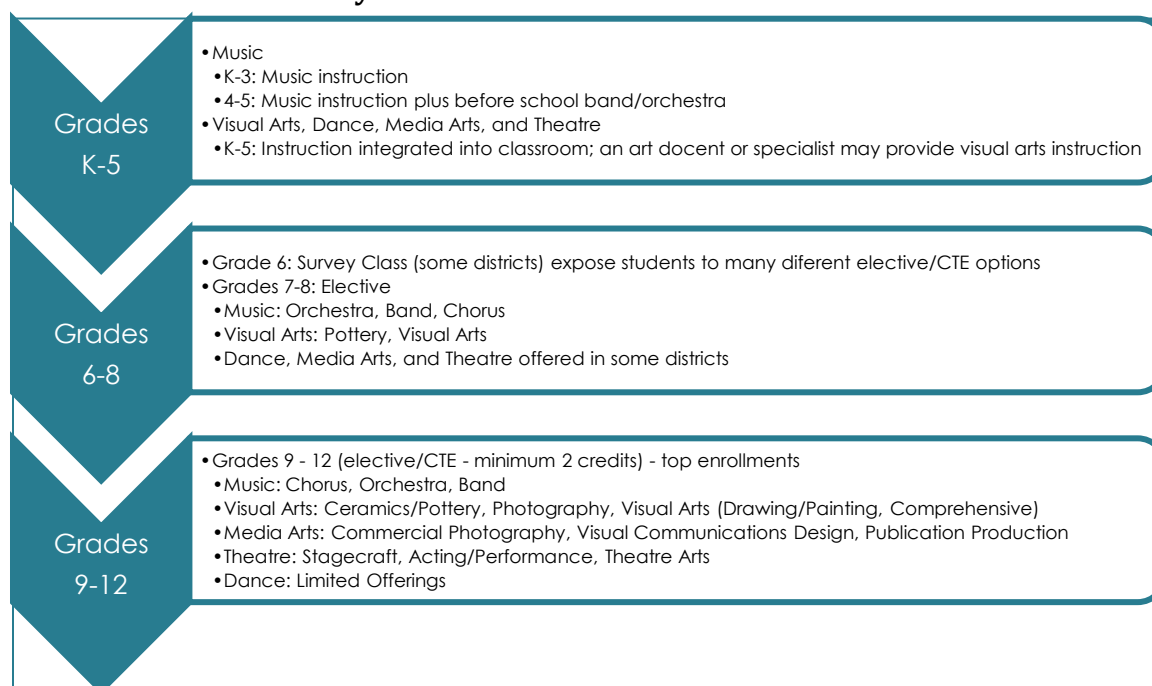 Grades
K-5
•Music
•K-3: Music instruction
•4-5: Music instruction plus before school band/orchestra
•Visual Arts, Dance, Media Arts, and Theatre
•K-5: Instruction integrated into classroom; an art docent or specialist may provide visual arts instruction
Grades
6-8
•Grade 6: Survey Class (some districts) expose students to many diferent elective/CTE options
•Grades 7-8: Elective
•Music: Orchestra, Band, Chorus
•Visual Arts: Pottery, Visual Arts
•Dance, Media Arts, and Theatre offered in some districts
Grades
9-12
•Grades 9 - 12 (elective/CTE - minimum 2 credits) - top enrollments
•Music: Chorus, Orchestra, Band
•Visual Arts: Ceramics/Pottery, Photography, Visual Arts (Drawing/Painting, Comprehensive)
•Media Arts: Commercial Photography, Visual Communications Design, Publication Production
•Theatre: Stagecraft, Acting/Performance, Theatre Arts
•Dance: Limited Offerings